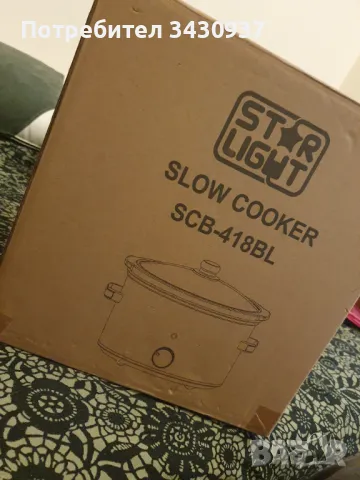 Потребител 3430937
STAR
LIGHT
SLOW COOKER
SCB-418BL